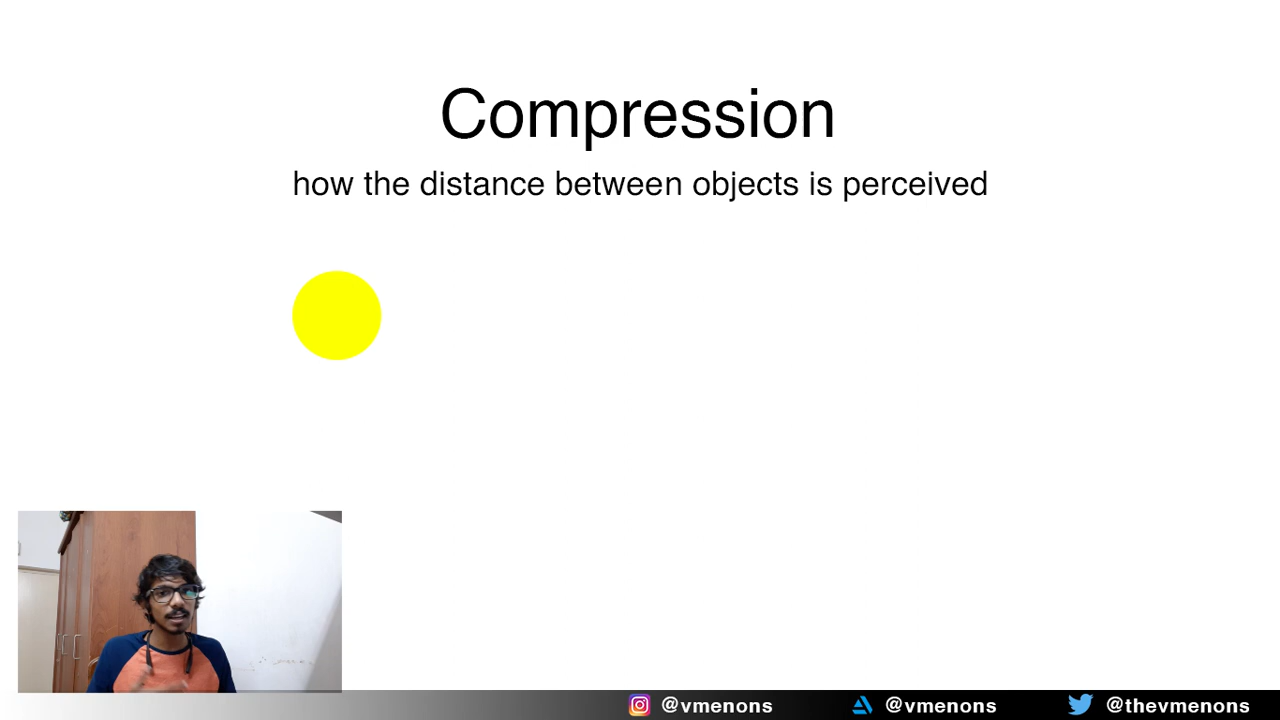 Compression
how the distance between objects is perceived
@vmenons @vmenons @thevmenons